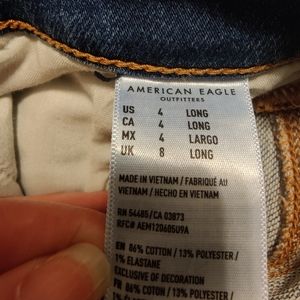 AMERICAN EAGLE
OUTFITTERS
US 4 LONG
CA 4 LONG
MX 4 LARGO
UK 8 LONG
MADE IN VIETNAM / FABRIQUÉ AU
VIETNAM / HECHO EN VIETNAM
RN 54485/CA 03873
RFC# AEM120605U9A
EN 86% COTTON / 13% POLYESTER /
1% ELASTANE
EXCLUSIVE OF DECORATION
FR 86% COTON / 13% POLYESTER /